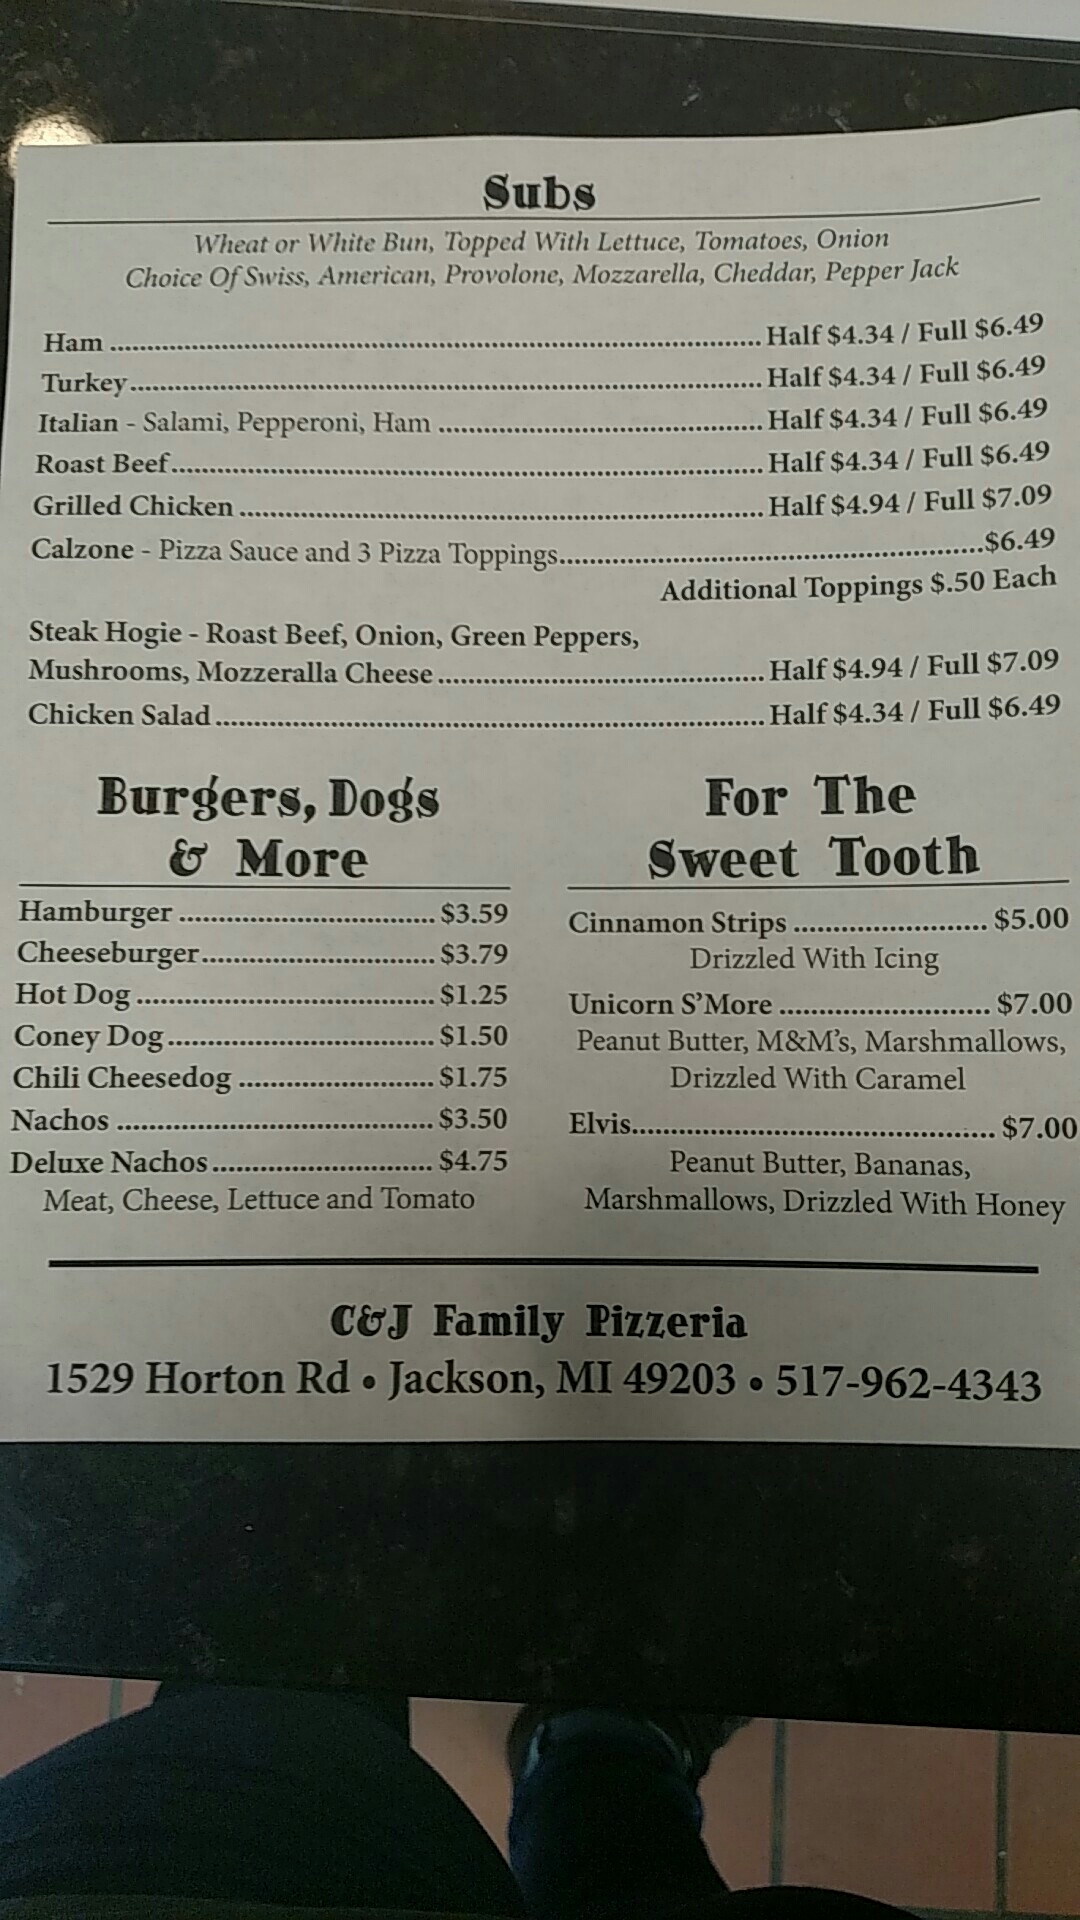 Subs
Wheat or White Bun, Topped With Lettuce, Tomatoes, Onion
Choice Of Swiss, American, Provolone, Mozzarella, Cheddar, Pepper Jack
Ham ........ Half $4.34 / Full $6.49
Turkey ........ Half $4.34 / Full $6.49
Italian - Salami, Pepperoni, Ham ........ Half $4.34 / Full $6.49
Roast Beef ........ Half $4.34 / Full $6.49
Grilled Chicken ........ Half $4.94 / Full $7.09
Calzone - Pizza Sauce and 3 Pizza Toppings ........ $6.49
Additional Toppings $.50 Each
Steak Hogie - Roast Beef, Onion, Green Peppers,
Mushrooms, Mozzeralla Cheese ........ Half $4.94 / Full $7.09
Chicken Salad ........ Half $4.34 / Full $6.49
Burgers, Dogs
& More
Hamburger ........ $3.59
Cheeseburger ........ $3.79
Hot Dog ........ $1.25
Coney Dog ........ $1.50
Chili Cheesedog ........ $1.75
Nachos ........ $3.50
Deluxe Nachos ........ $4.75
Meat, Cheese, Lettuce and Tomato
For The
Sweet Tooth
Cinnamon Strips ........ $5.00
Drizzled With Icing
Unicorn S'More ........ $7.00
Peanut Butter, M&M's, Marshmallows,
Drizzled With Caramel
Elvis ........ $7.00
Peanut Butter, Bananas,
Marshmallows, Drizzled With Honey
C&J Family Pizzeria
1529 Horton Rd • Jackson, MI 49203 • 517-962-4343